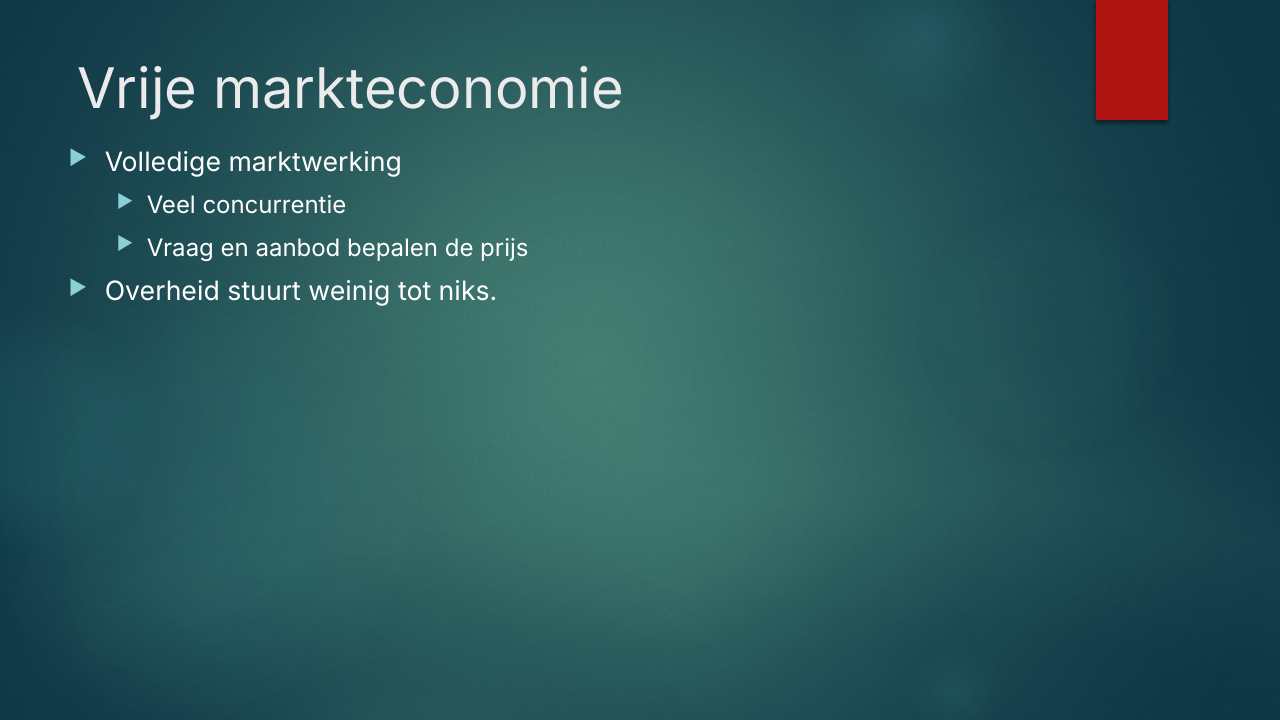 Vrije markteconomie
Volledige marktwerking
Veel concurrentie
Vraag en aanbod bepalen de prijs
Overheid stuurt weinig tot niks.